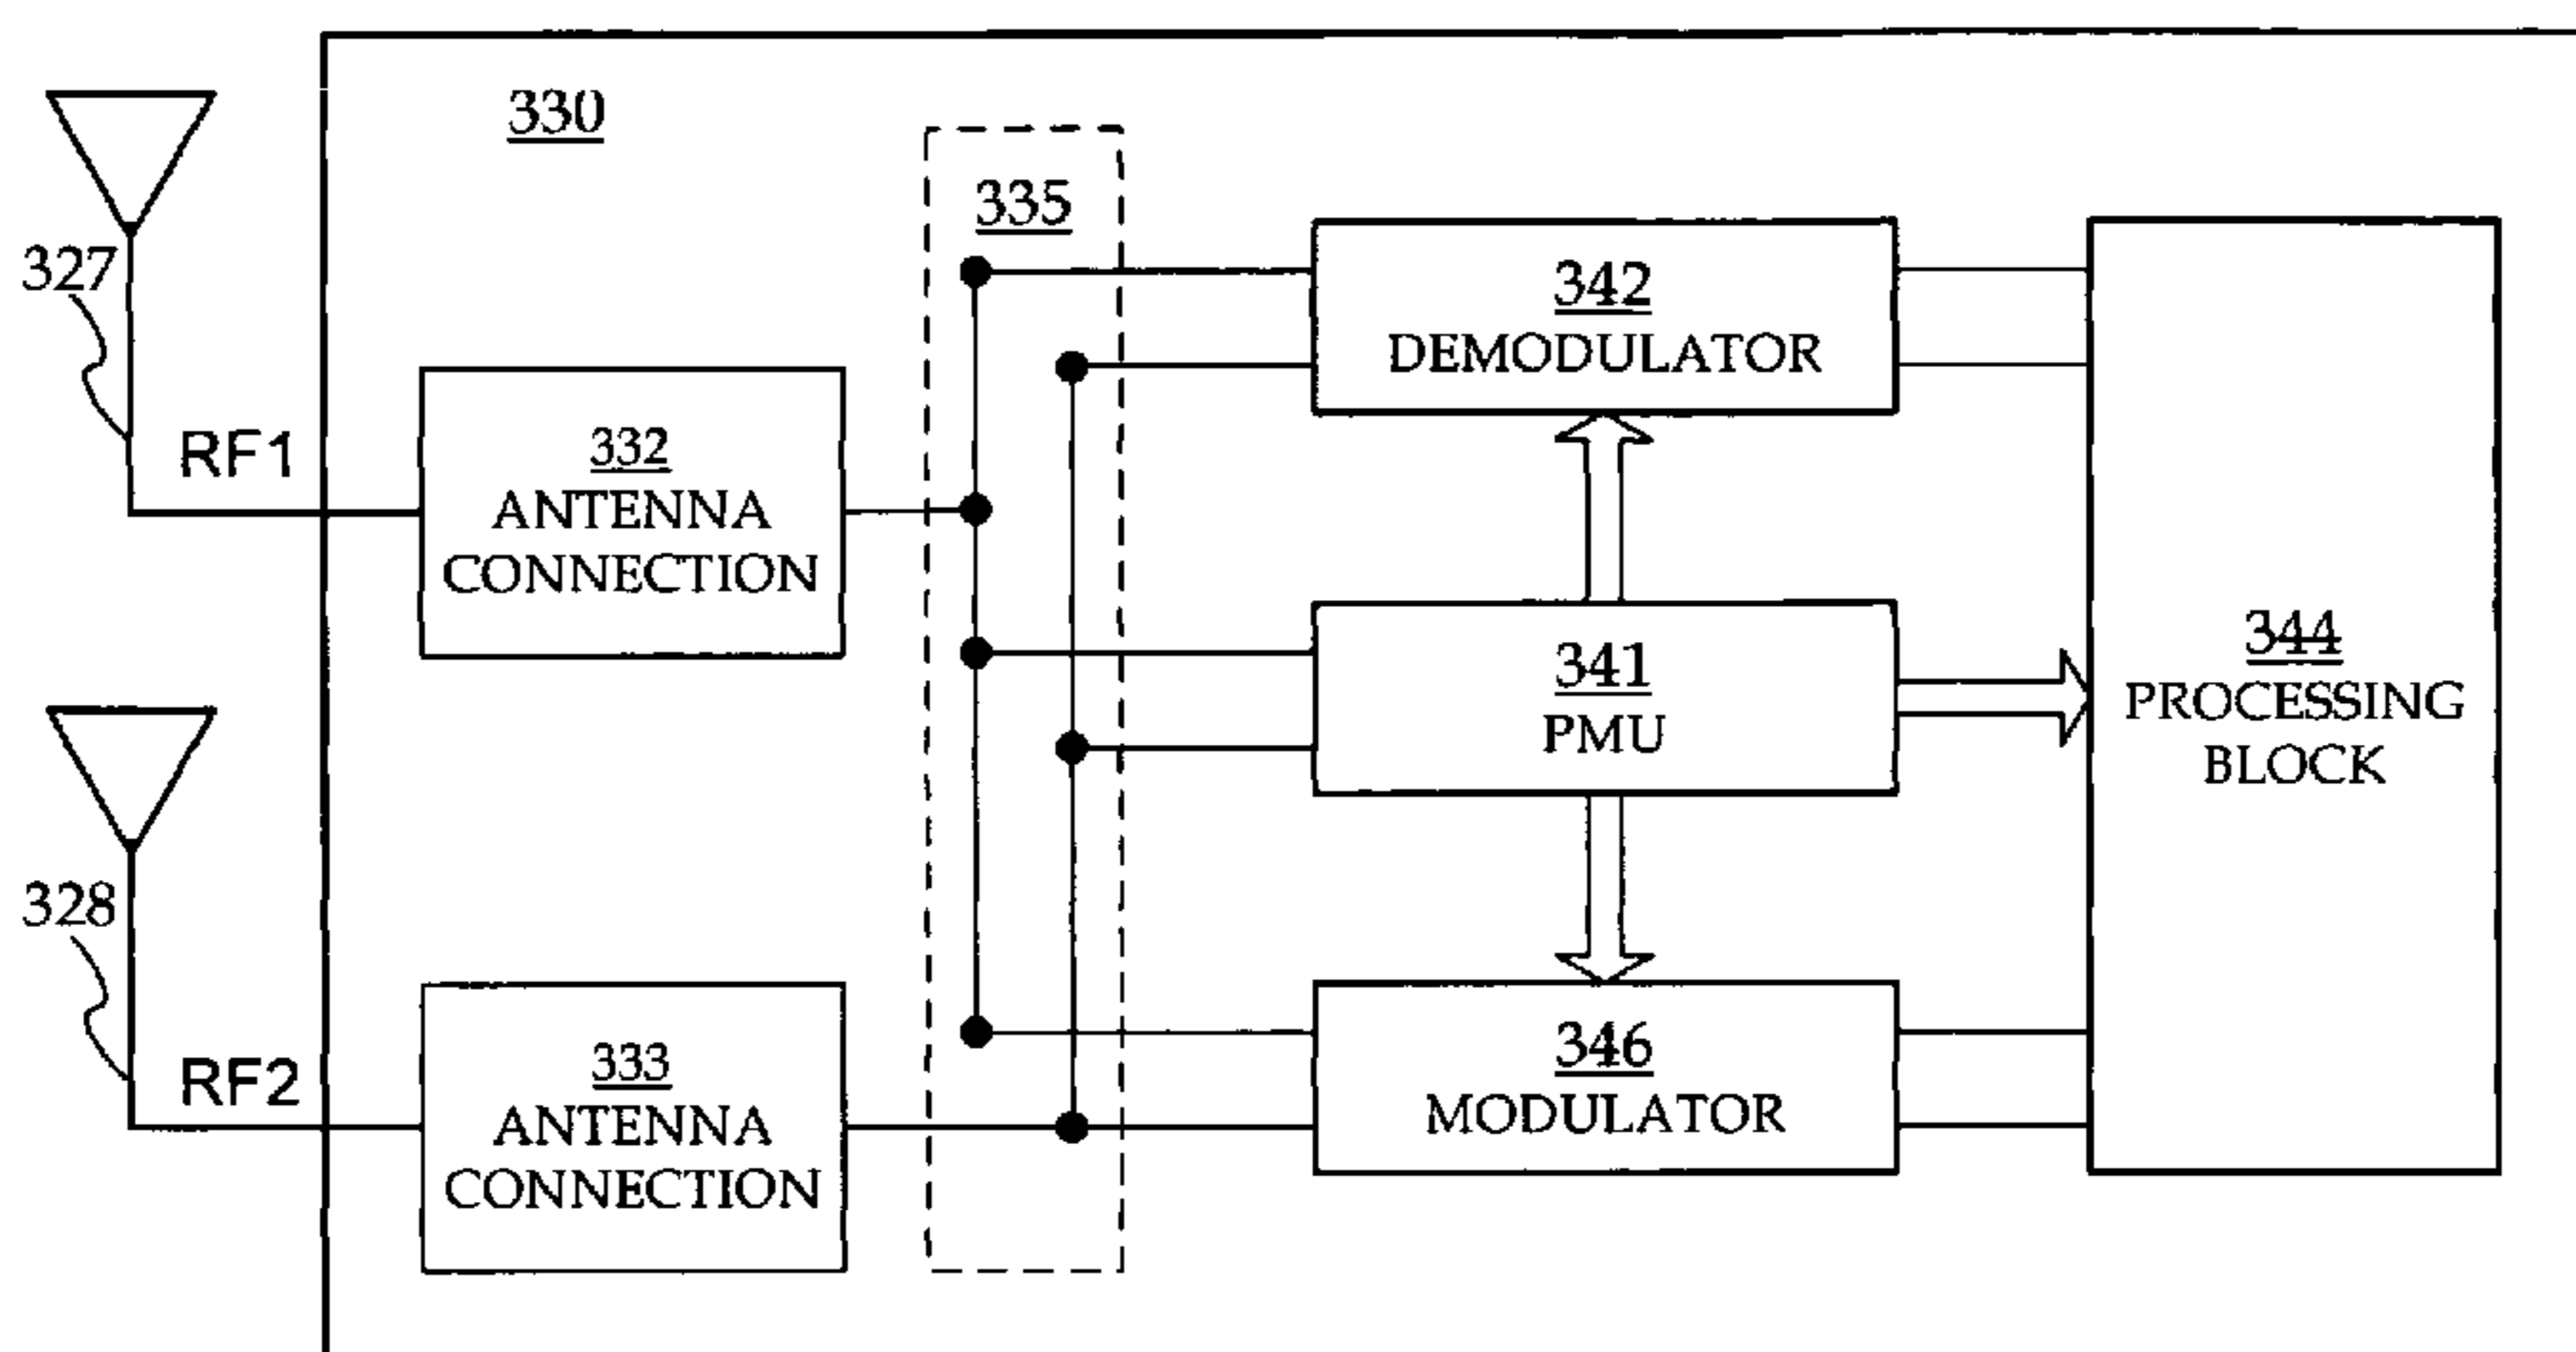 330
335
327
342
DEMODULATOR
RF1
332
ANTENNA
CONNECTION
341
PMU
344
PROCESSING
BLOCK
328
RF2
333
ANTENNA
CONNECTION
346
MODULATOR